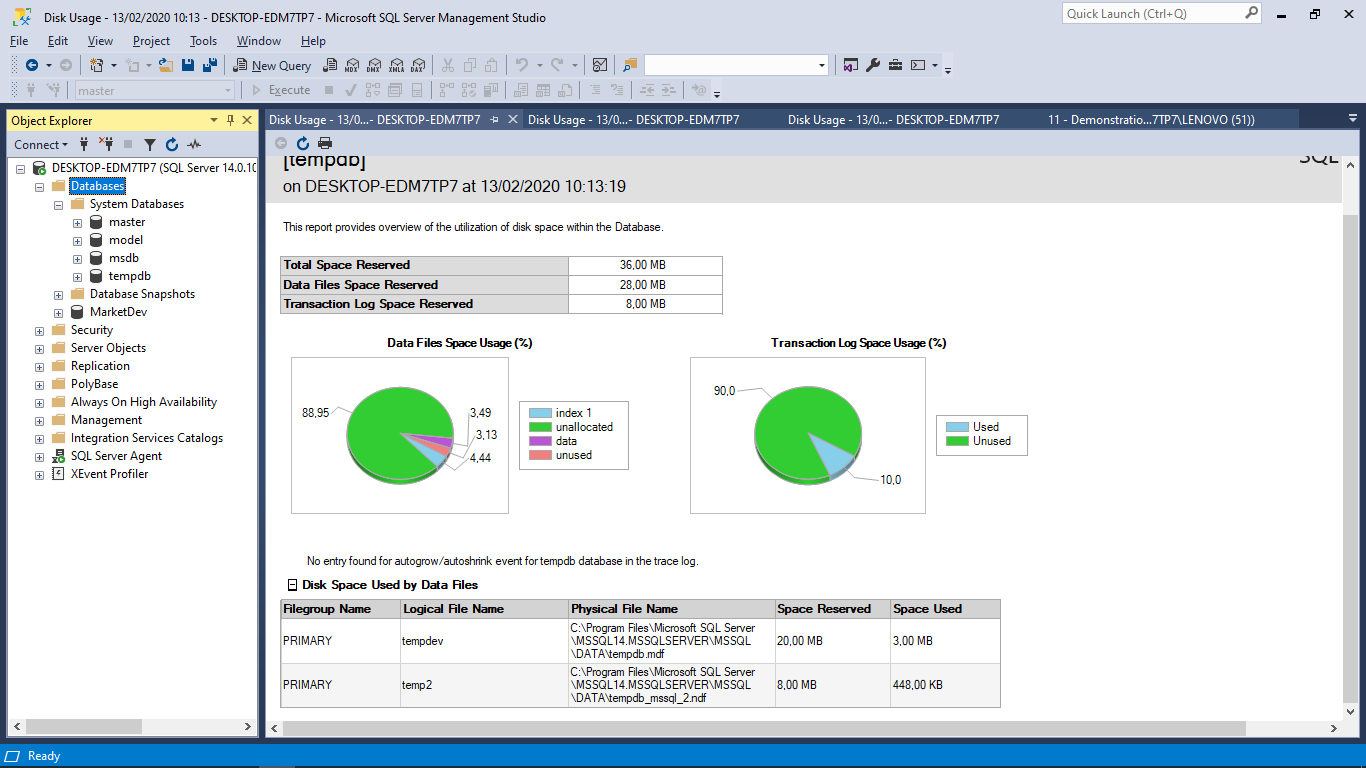 Disk Usage - 13/02/2020 10:13 - DESKTOP-EDM7TP7 - Microsoft SQL Server Management Studio
Quick Launch (Ctrl+Q)
File Edit View Project Tools Window Help
New Query
MDX DMX XMLA DAX
master
Execute
Object Explorer
Connect
DESKTOP-EDM7TP7 (SQL Server 14.0.10
Databases
System Databases
master
model
msdb
tempdb
Database Snapshots
MarketDev
Security
Server Objects
Replication
PolyBase
Always On High Availability
Management
Integration Services Catalogs
SQL Server Agent
XEvent Profiler
Disk Usage - 13/0...- DESKTOP-EDM7TP7
Disk Usage - 13/0...- DESKTOP-EDM7TP7
Disk Usage - 13/0...- DESKTOP-EDM7TP7
11 - Demonstratio...7TP7\LENOVO (51))
[tempdb]
SQL
on DESKTOP-EDM7TP7 at 13/02/2020 10:13:19
This report provides overview of the utilization of disk space within the Database.
Total Space Reserved 36,00 MB
Data Files Space Reserved 28,00 MB
Transaction Log Space Reserved 8,00 MB
Data Files Space Usage (%)
88,95
3,49
3,13
4,44
index 1
unallocated
data
unused
Transaction Log Space Usage (%)
90,0
10,0
Used
Unused
No entry found for autogrow/autoshrink event for tempdb database in the trace log.
Disk Space Used by Data Files
Filegroup Name Logical File Name Physical File Name Space Reserved Space Used
PRIMARY tempdev C:\Program Files\Microsoft SQL Server
\MSSQL14.MSSQLSERVER\MSSQL
\DATA\tempdb.mdf 20,00 MB 3,00 MB
PRIMARY temp2 C:\Program Files\Microsoft SQL Server
\MSSQL14.MSSQLSERVER\MSSQL
\DATA\tempdb_mssql_2.ndf 8,00 MB 448,00 KB
Ready